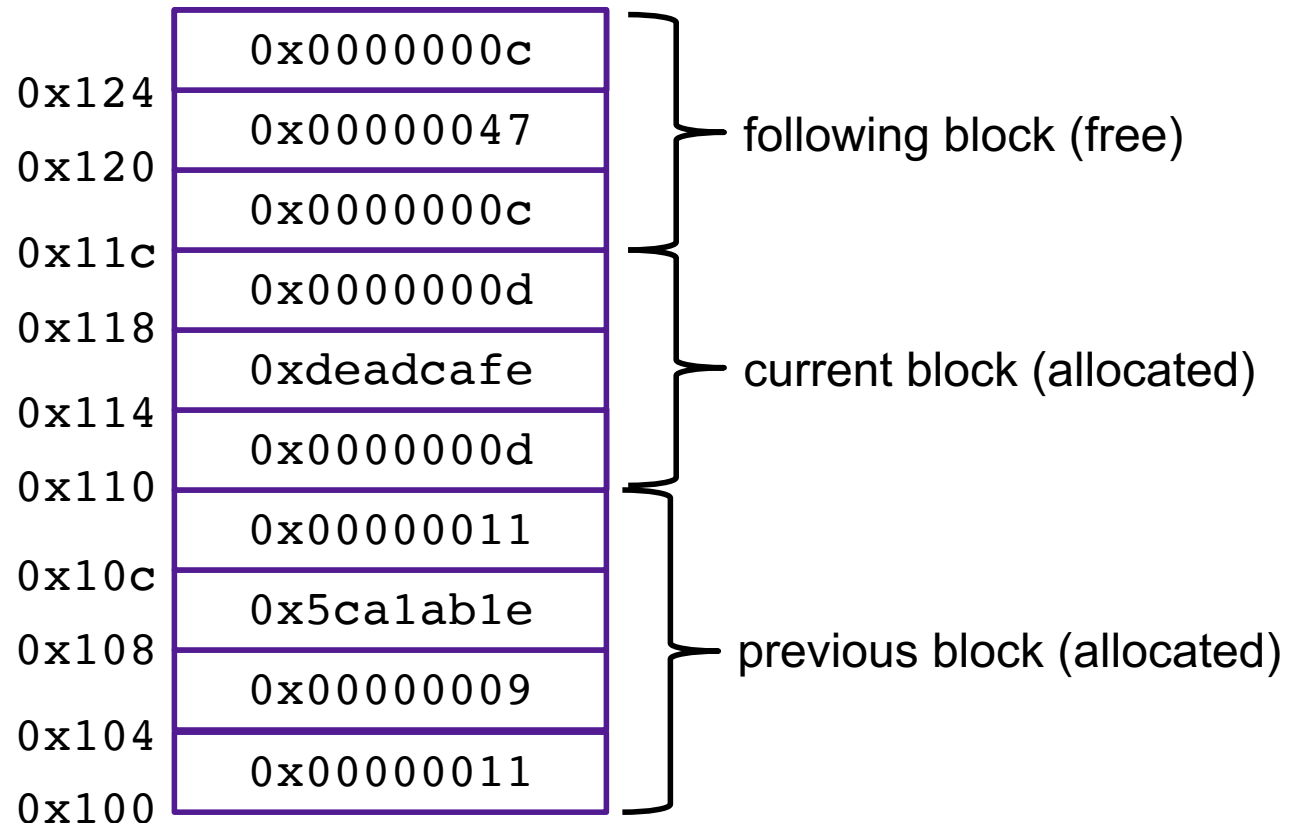 0x0000000c
0x124
0x00000047
following block (free)
0x120
0x0000000c
0x11c
0x0000000d
0x118
0xdeadcafe
current block (allocated)
0x114
0x0000000d
0x110
0x00000011
0x10c
0x5ca1ab1e
0x108
previous block (allocated)
0x00000009
0x104
0x00000011
0x100